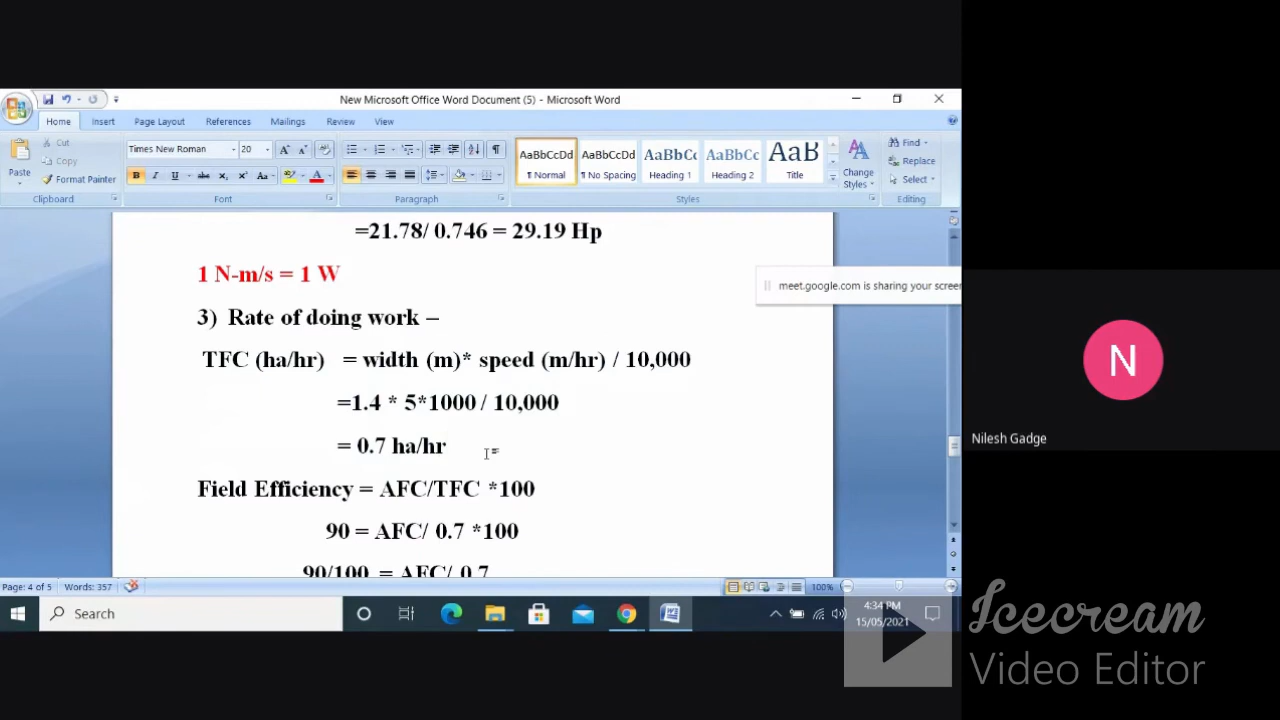 New Microsoft Office Word Document (5) - Microsoft Word
Home Insert Page Layout References Mailings Review View
Paste Cut Copy Format Painter
Times New Roman 20
AaBbCcDd AaBbCcDd AaBbCc AaBbCc AaB
¶ Normal ¶ No Spacing Heading 1 Heading 2 Title
Change Styles
Find Replace Select
Clipboard Font Paragraph Styles Editing
=21.78/ 0.746 = 29.19 Hp
1 N-m/s = 1 W
meet.google.com is sharing your screen
3) Rate of doing work –
TFC (ha/hr) = width (m)* speed (m/hr) / 10,000
=1.4 * 5*1000 / 10,000
= 0.7 ha/hr
Field Efficiency = AFC/TFC *100
90 = AFC/ 0.7 *100
90/100 = AFC/ 0.7
N
Nilesh Gadge
Page: 4 of 5 Words: 357 100%
Search
4:34 PM
15/05/2021
Icecream
Video Editor